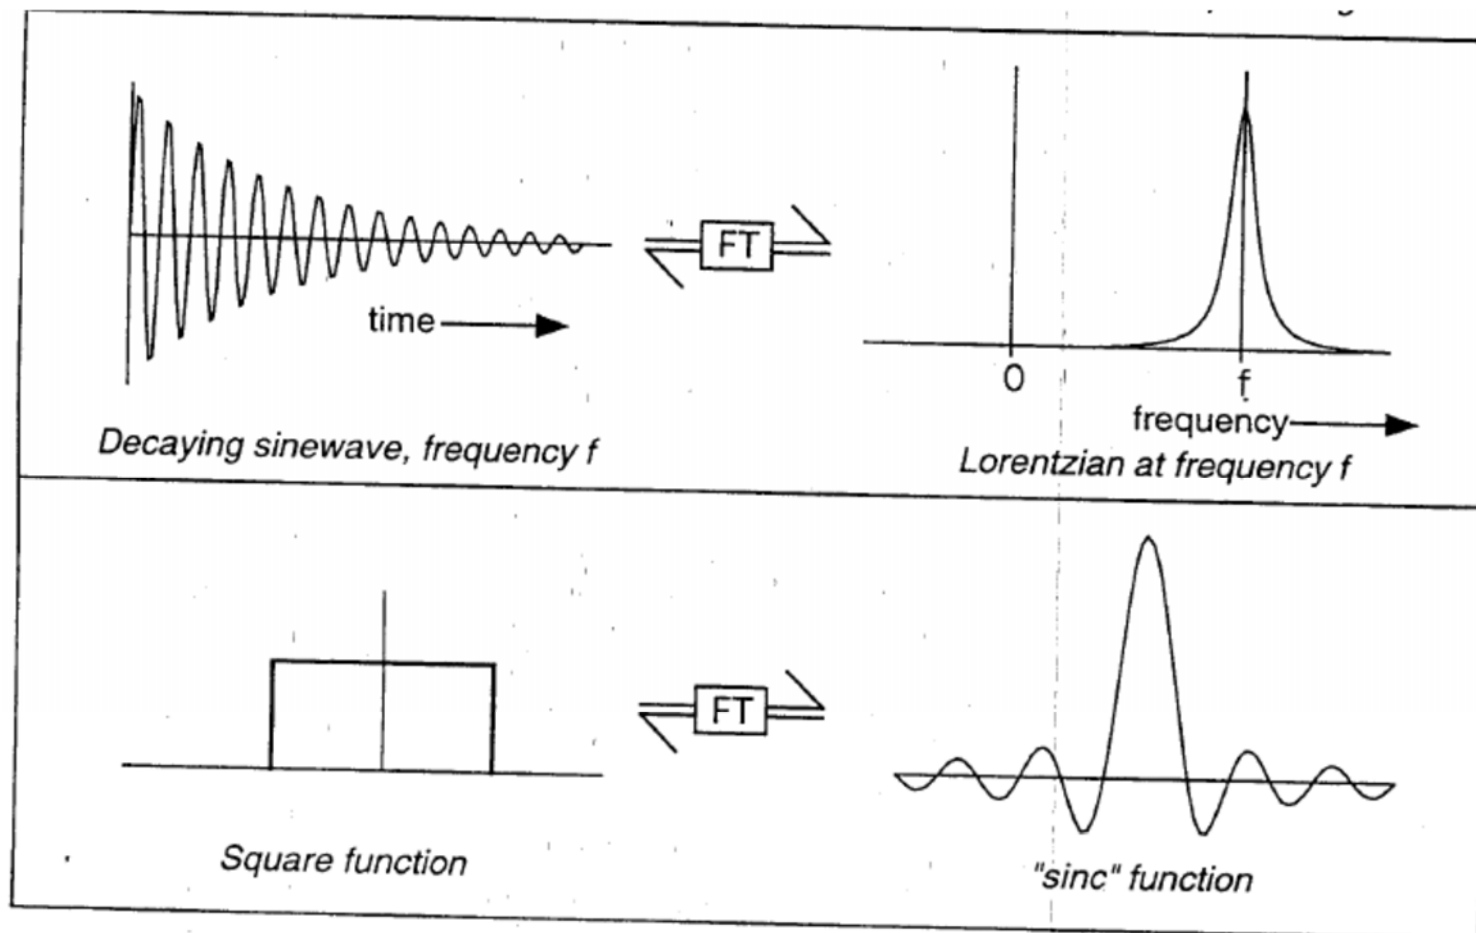 FT
time
0
f
frequency
Decaying sinewave, frequency f
Lorentzian at frequency f
FT
Square function
"sinc" function